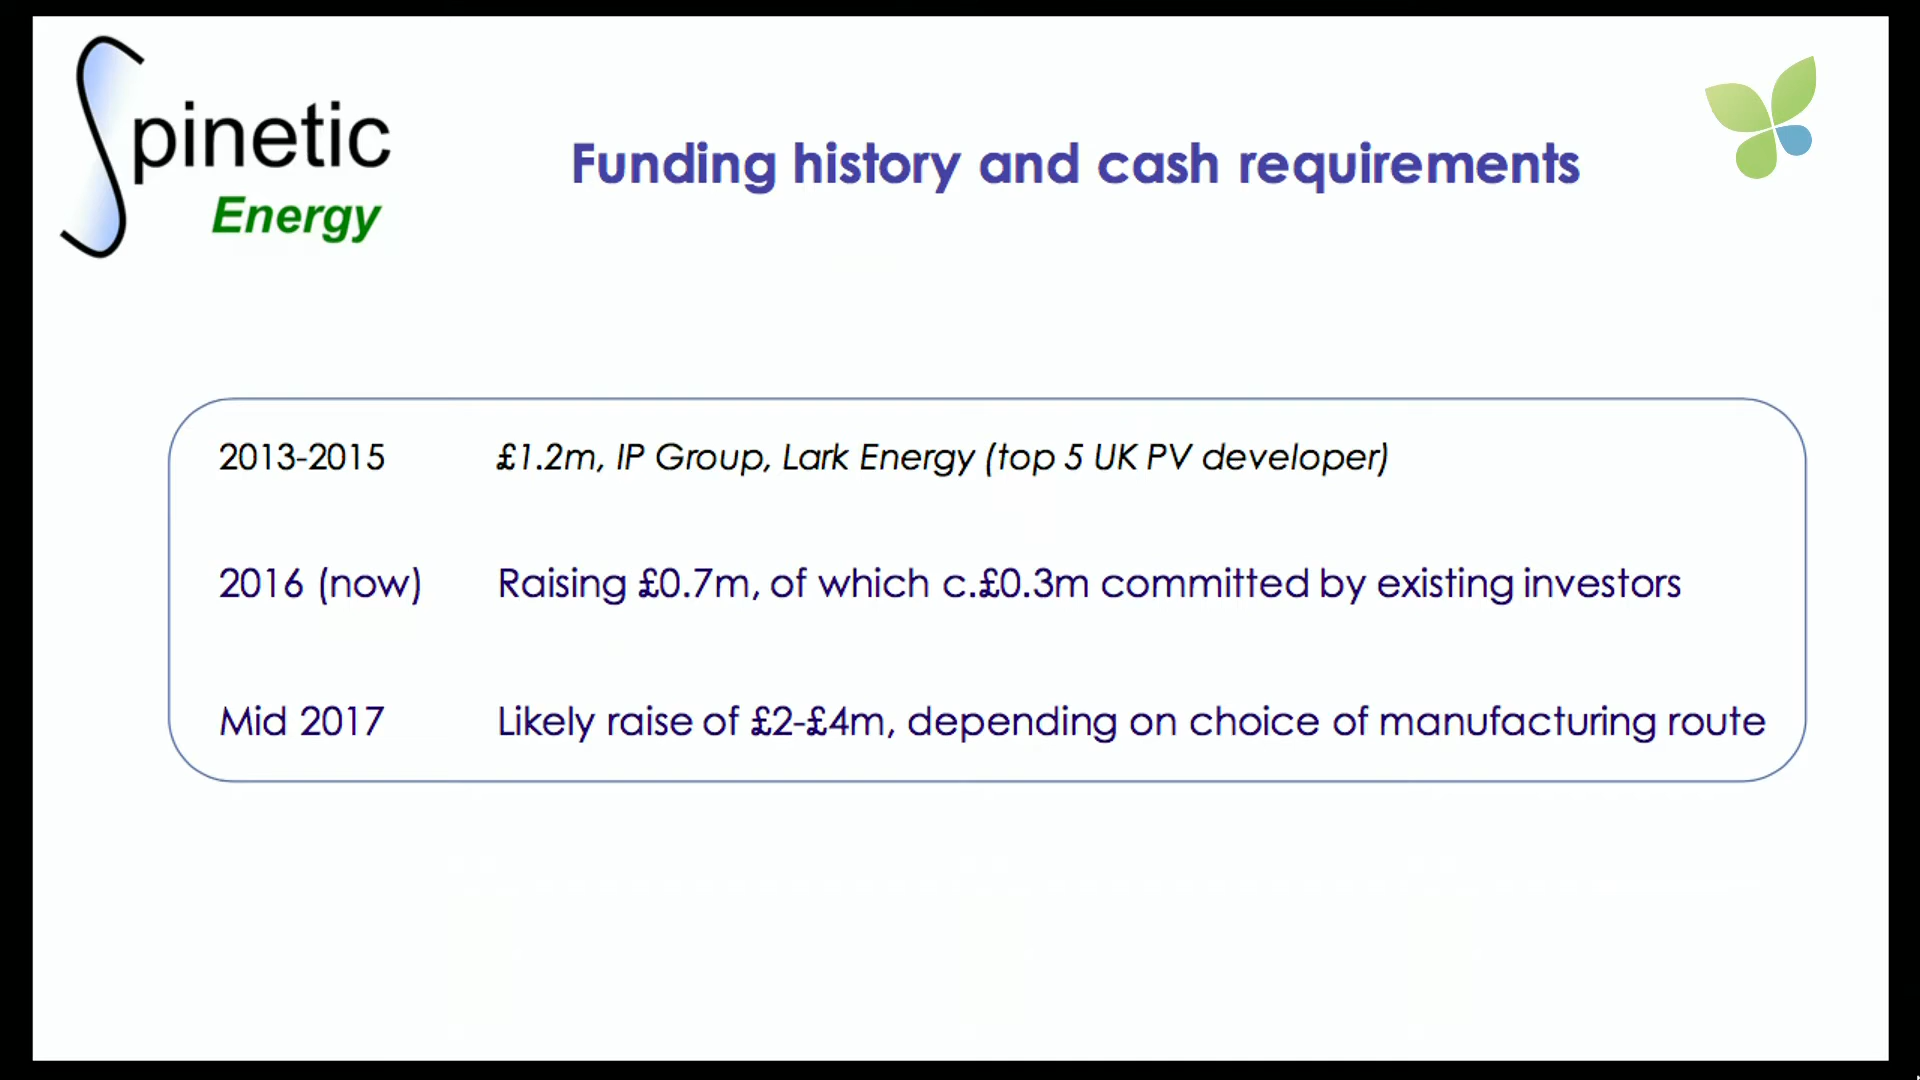 Spinetic
Energy
Funding history and cash requirements
2013-2015 £1.2m, IP Group, Lark Energy (top 5 UK PV developer)
2016 (now) Raising £0.7m, of which c.£0.3m committed by existing investors
Mid 2017 Likely raise of £2-£4m, depending on choice of manufacturing route